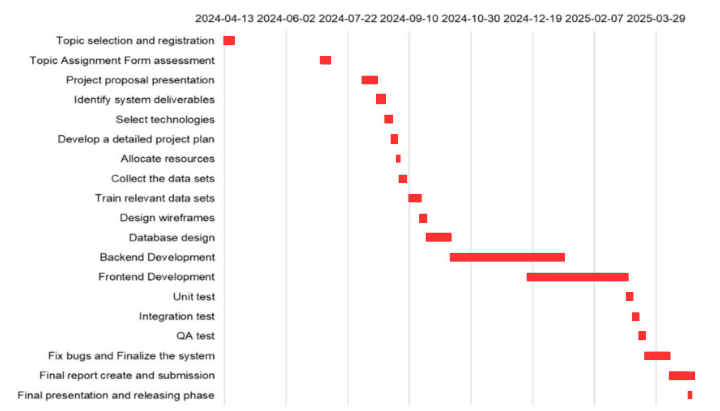 2024-04-13 2024-06-02 2024-07-22 2024-09-10 2024-10-30 2024-12-19 2025-02-07 2025-03-29
Topic selection and registration
Topic Assignment Form assessment
Project proposal presentation
Identify system deliverables
Select technologies
Develop a detailed project plan
Allocate resources
Collect the data sets
Train relevant data sets
Design wireframes
Database design
Backend Development
Frontend Development
Unit test
Integration test
QA test
Fix bugs and Finalize the system
Final report create and submission
Final presentation and releasing phase